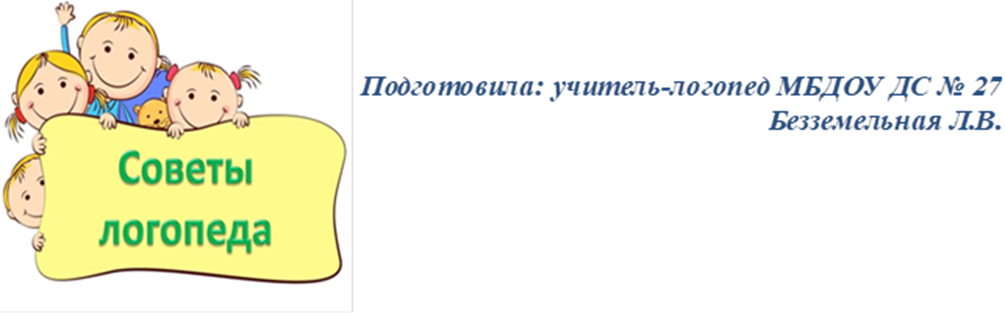 Советы
логопеда
Подготовила: учитель-логопед МБДОУ ДС № 27
Безземельная Л.В.